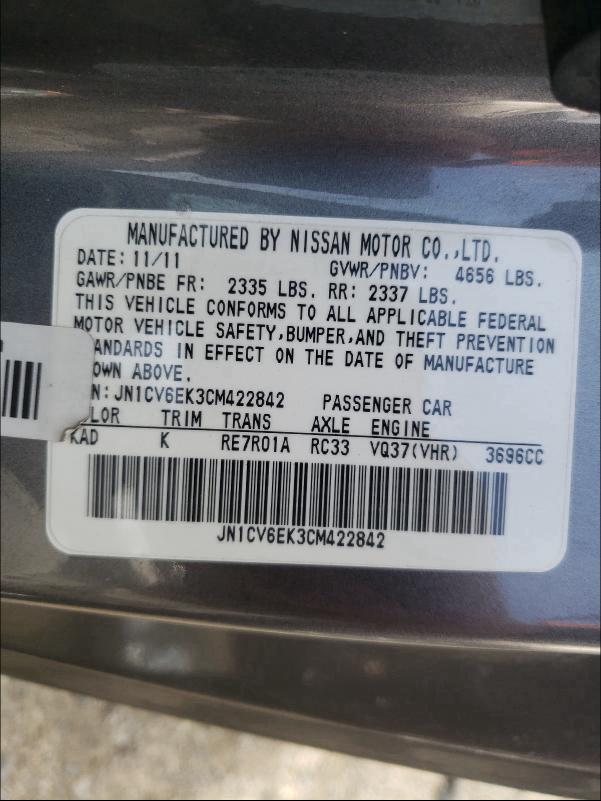 MANUFACTURED BY NISSAN MOTOR CO.,LTD.
DATE: 11/11 GVWR/PNBV: 4656 LBS.
GAWR/PNBE FR: 2335 LBS. RR: 2337 LBS.
THIS VEHICLE CONFORMS TO ALL APPLICABLE FEDERAL
MOTOR VEHICLE SAFETY,BUMPER,AND THEFT PREVENTION
ANDARDS IN EFFECT ON THE DATE OF MANUFACTURE
OWN ABOVE.
N:JN1CV6EK3CM422842 PASSENGER CAR
LOR TRIM TRANS AXLE ENGINE
KAD K RE7R01A RC33 VQ37(VHR) 3696CC
JN1CV6EK3CM422842